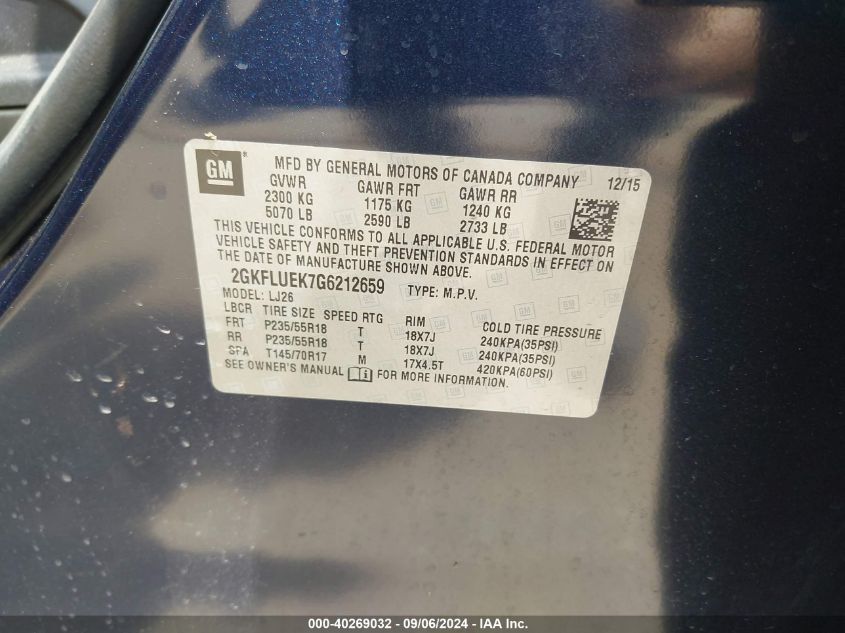 GM ® MFD BY GENERAL MOTORS OF CANADA COMPANY 12/15
GVWR GAWR FRT GAWR RR
2300 KG 1175 KG 1240 KG
5070 LB 2590 LB 2733 LB
THIS VEHICLE CONFORMS TO ALL APPLICABLE U.S. FEDERAL MOTOR
VEHICLE SAFETY AND THEFT PREVENTION STANDARDS IN EFFECT ON
THE DATE OF MANUFACTURE SHOWN ABOVE.
2GKFLUEK7G6212659 TYPE: M.P.V.
MODEL: LJ26
LBCR TIRE SIZE SPEED RTG RIM COLD TIRE PRESSURE
FRT P235/55R18 T 18X7J 240KPA(35PSI)
RR P235/55R18 T 18X7J 240KPA(35PSI)
SPA T145/70R17 M 17X4.5T 420KPA(60PSI)
SEE OWNER'S MANUAL FOR MORE INFORMATION.
000-40269032 - 09/06/2024 - IAA Inc.